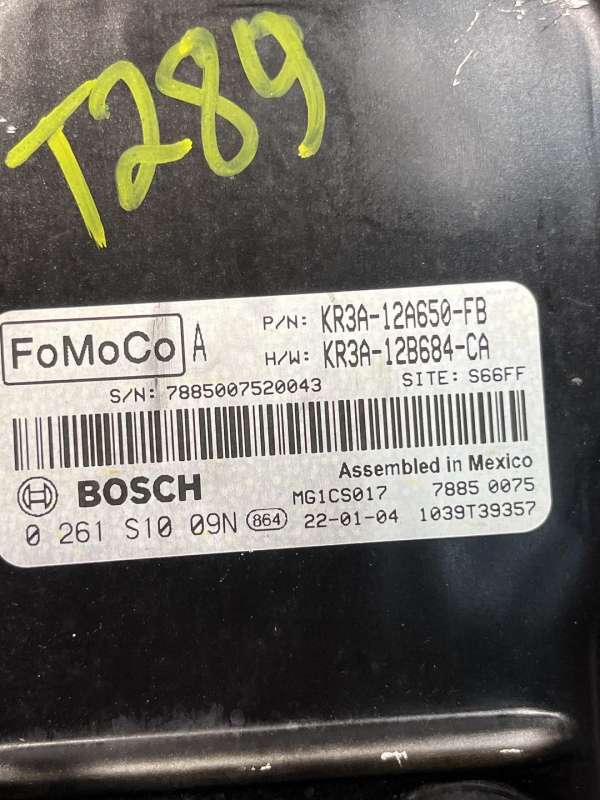 T289
FoMoCo A P/N: KR3A-12A650-FB
H/W: KR3A-12B684-CA
S/N: 7885007520043 SITE: S66FF
Assembled in Mexico
BOSCH MG1CS017 7885 0075
0 261 S10 09N 864 22-01-04 1039T39357